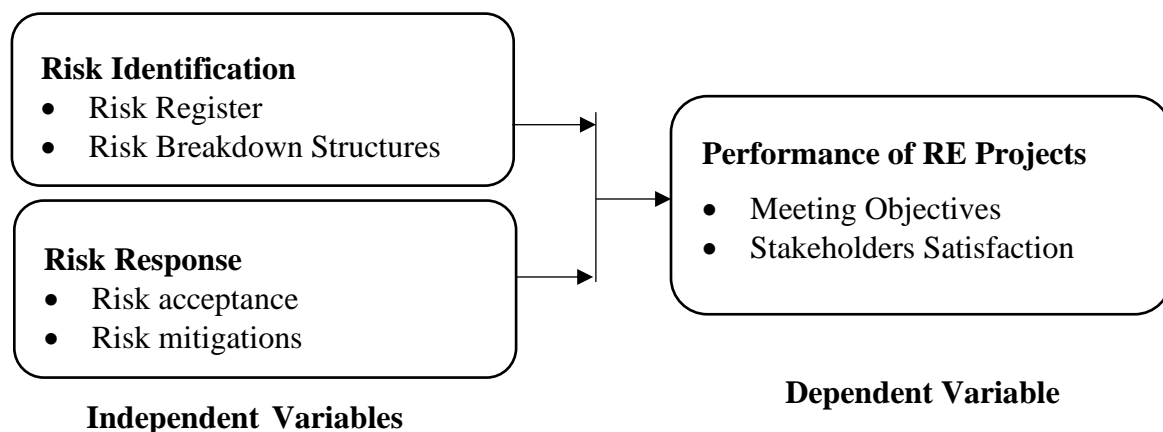 Risk Identification
• Risk Register
• Risk Breakdown Structures
Risk Response
• Risk acceptance
• Risk mitigations
Independent Variables
Performance of RE Projects
• Meeting Objectives
• Stakeholders Satisfaction
Dependent Variable